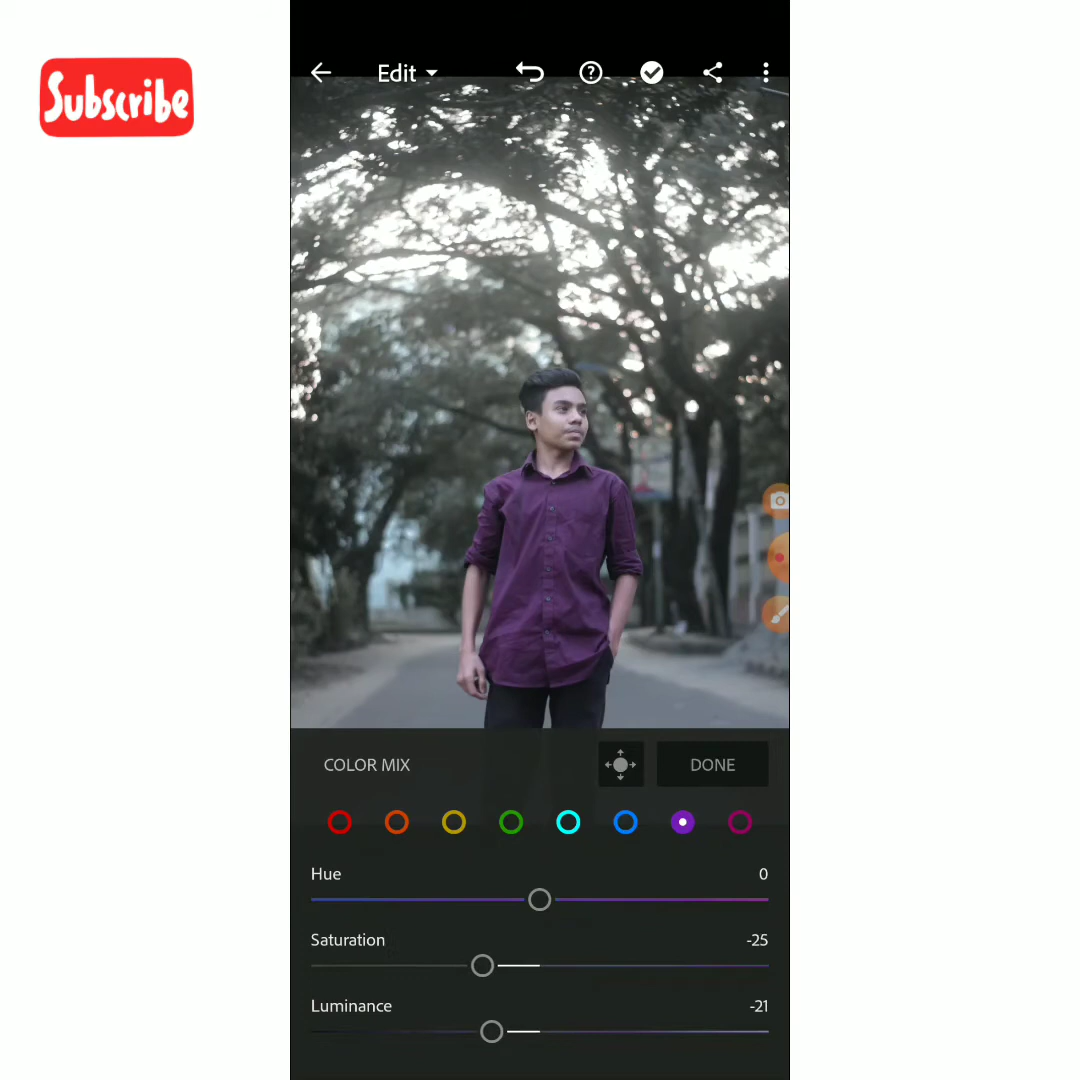 Subscribe
Edit
COLOR MIX
DONE
Hue 0
Saturation -25
Luminance -21